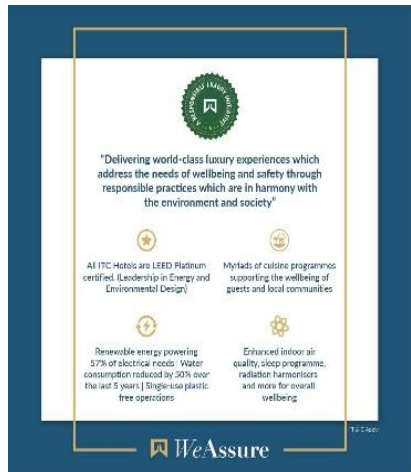 A RESPONSIBLE LUXURY INITIATIVE
"Delivering world-class luxury experiences which
address the needs of wellbeing and safety through
responsible practices which are in harmony with
the environment and society"
All ITC Hotels are LEED Platinum
certified. (Leadership in Energy and
Environmental Design)
Myriads of cuisine programmes
supporting the wellbeing of
guests and local communities
Renewable energy powering
57% of electrical needs | Water
consumption reduced by 50% over
the last 5 years | Single-use plastic
free operations
Enhanced indoor air
quality, sleep programme,
radiation harmonisers
and more for overall
wellbeing
*T & C Apply
WeAssure